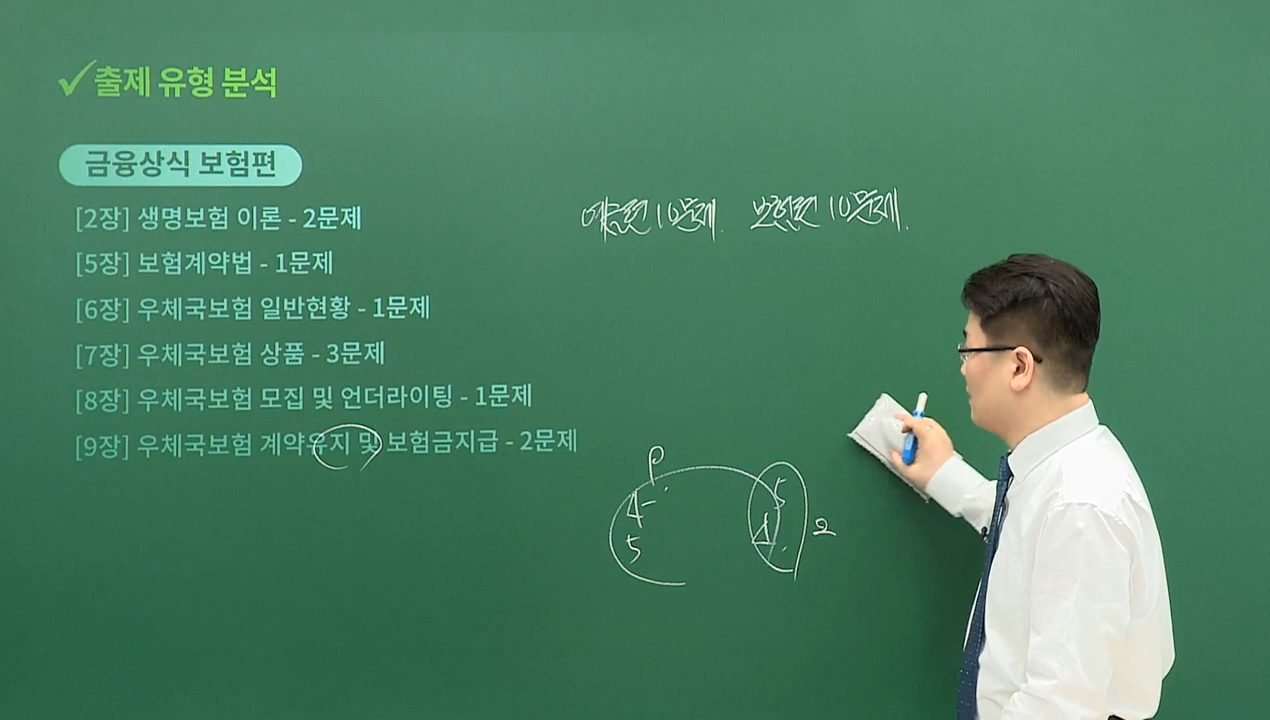 출제 유형 분석
금융상식 보험편
[2장] 생명보험 이론 - 2문제
[5장] 보험계약법 - 1문제
[6장] 우체국보험 일반현황 - 1문제
[7장] 우체국보험 상품 - 3문제
[8장] 우체국보험 모집 및 언더라이팅 - 1문제
[9장] 우체국보험 계약유지 및 보험금지급 - 2문제
예금편 10문제 보험편 10문제.
P
4 5
5 4 2